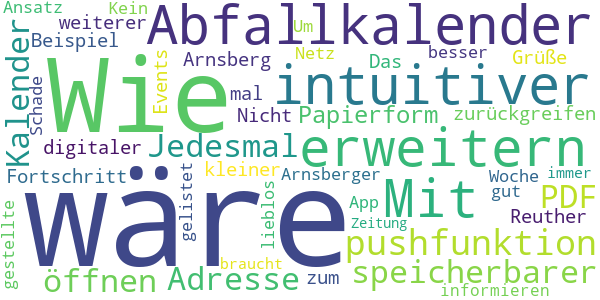 Ansatz Kein
weiterer Um
Abfallkalender
Beispiel Arnsberg Netz Das besser Grüße
Kalender Schade Wie Events mal intuitiver
Nicht Papierform zurückgreifen
digitaler Jedesmal erweitern
Fortschritt gelistet kleiner Arnsberger Woche immer
wäre lieblos Mit App gut PDF
Zeitung Reuther
gestellte pushfunktion
öffnen Adresse zum speicherbarer
braucht informieren